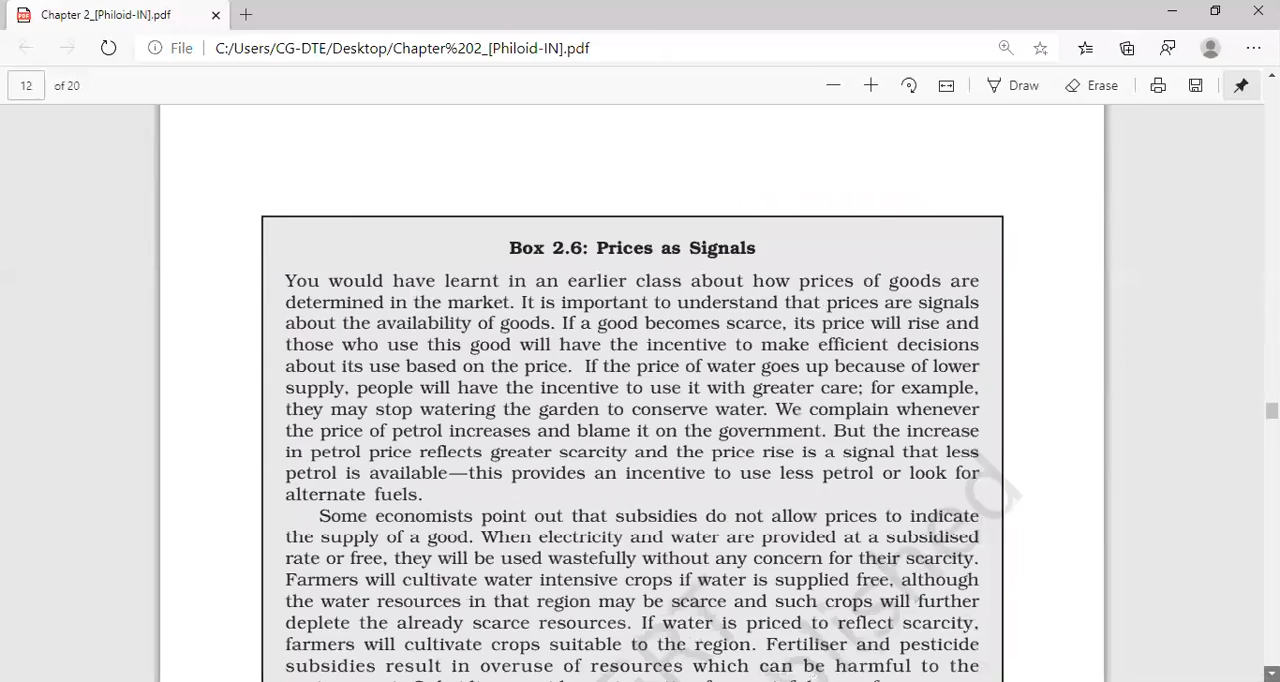 Chapter 2_[Philoid-IN].pdf
File C:/Users/CG-DTE/Desktop/Chapter%202_[Philoid-IN].pdf
12 of 20 Draw Erase
Box 2.6: Prices as Signals
You would have learnt in an earlier class about how prices of goods are
determined in the market. It is important to understand that prices are signals
about the availability of goods. If a good becomes scarce, its price will rise and
those who use this good will have the incentive to make efficient decisions
about its use based on the price. If the price of water goes up because of lower
supply, people will have the incentive to use it with greater care; for example,
they may stop watering the garden to conserve water. We complain whenever
the price of petrol increases and blame it on the government. But the increase
in petrol price reflects greater scarcity and the price rise is a signal that less
petrol is available—this provides an incentive to use less petrol or look for
alternate fuels.
Some economists point out that subsidies do not allow prices to indicate
the supply of a good. When electricity and water are provided at a subsidised
rate or free, they will be used wastefully without any concern for their scarcity.
Farmers will cultivate water intensive crops if water is supplied free, although
the water resources in that region may be scarce and such crops will further
deplete the already scarce resources. If water is priced to reflect scarcity,
farmers will cultivate crops suitable to the region. Fertiliser and pesticide
subsidies result in overuse of resources which can be harmful to the